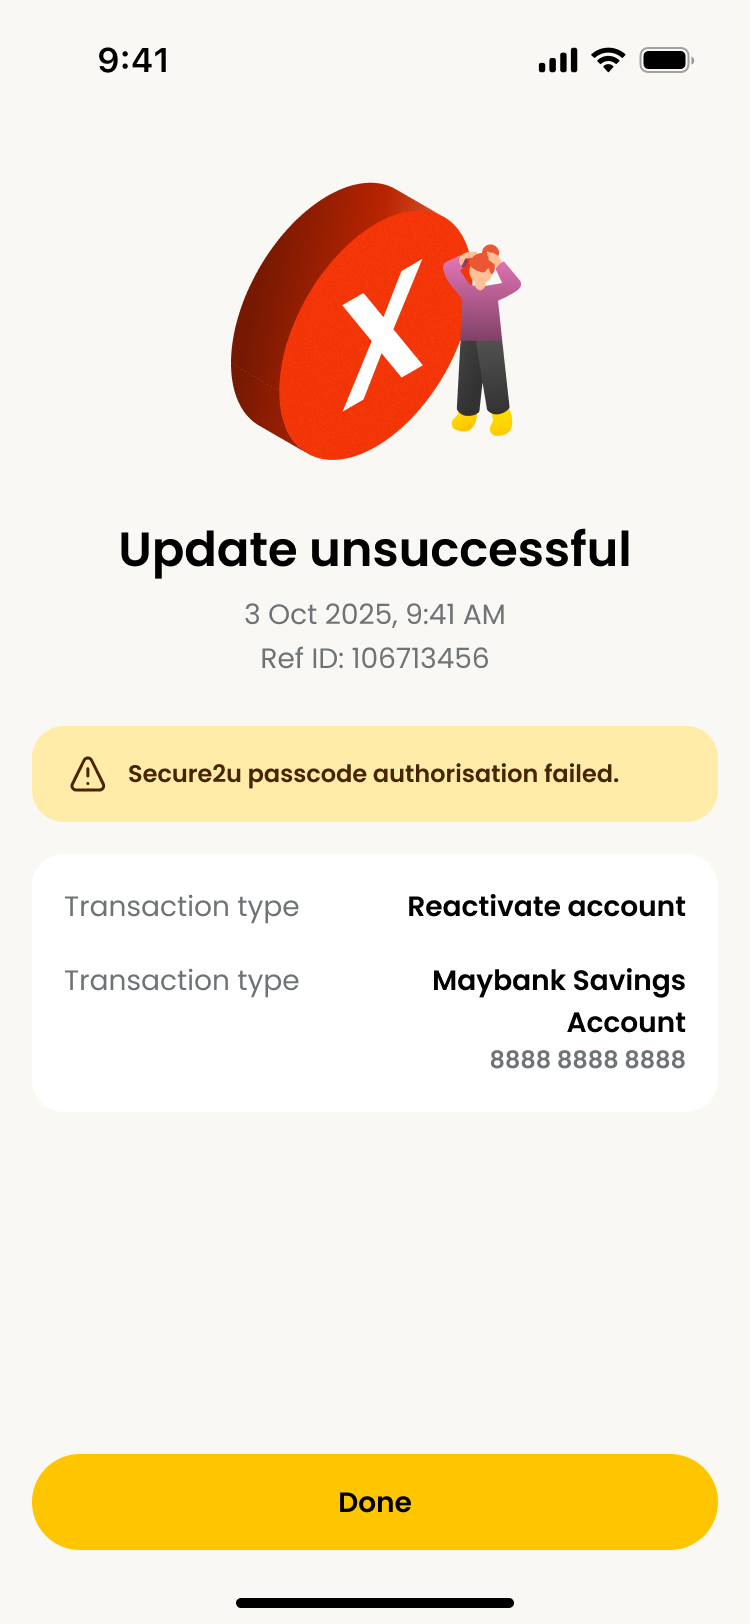 9:41
Update unsuccessful
3 Oct 2025, 9:41 AM
Ref ID: 106713456
Secure2u passcode authorisation failed.
Transaction type Reactivate account
Transaction type Maybank Savings
Account
8888 8888 8888
Done